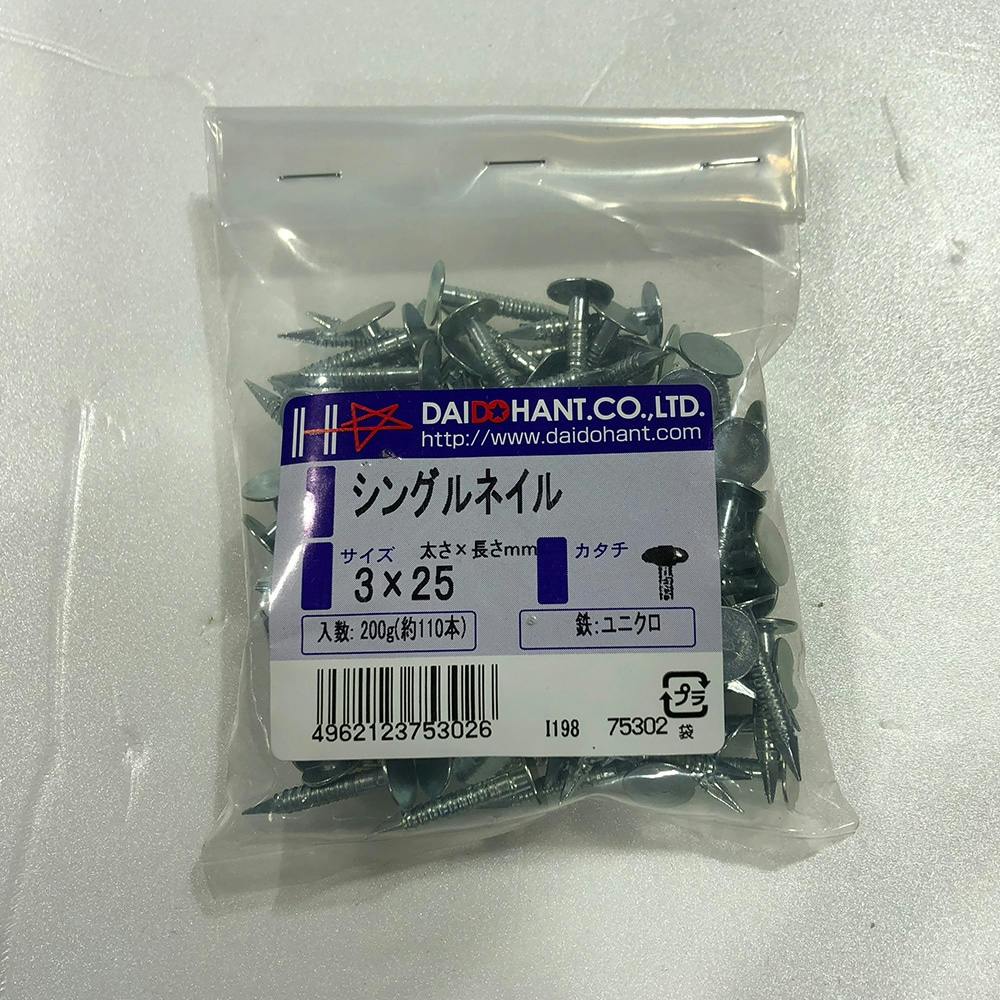 DAIDOHANT.CO.,LTD.
http://www.daidohant.com
シングルネイル
サイズ 太さ×長さmm
3×25
カタチ
入数:200g(約110本)
鉄:ユニクロ
4962123753026
I198 75302
プラ
袋